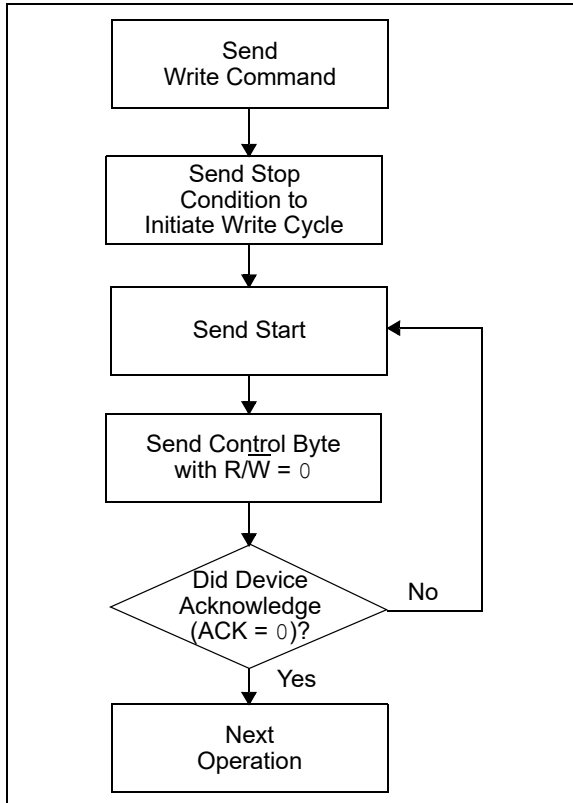 Send
Write Command
Send Stop
Condition to
Initiate Write Cycle
Send Start
Send Control Byte
with R/W̅ = 0
Did Device
Acknowledge
(ACK = 0)?
No
Yes
Next
Operation